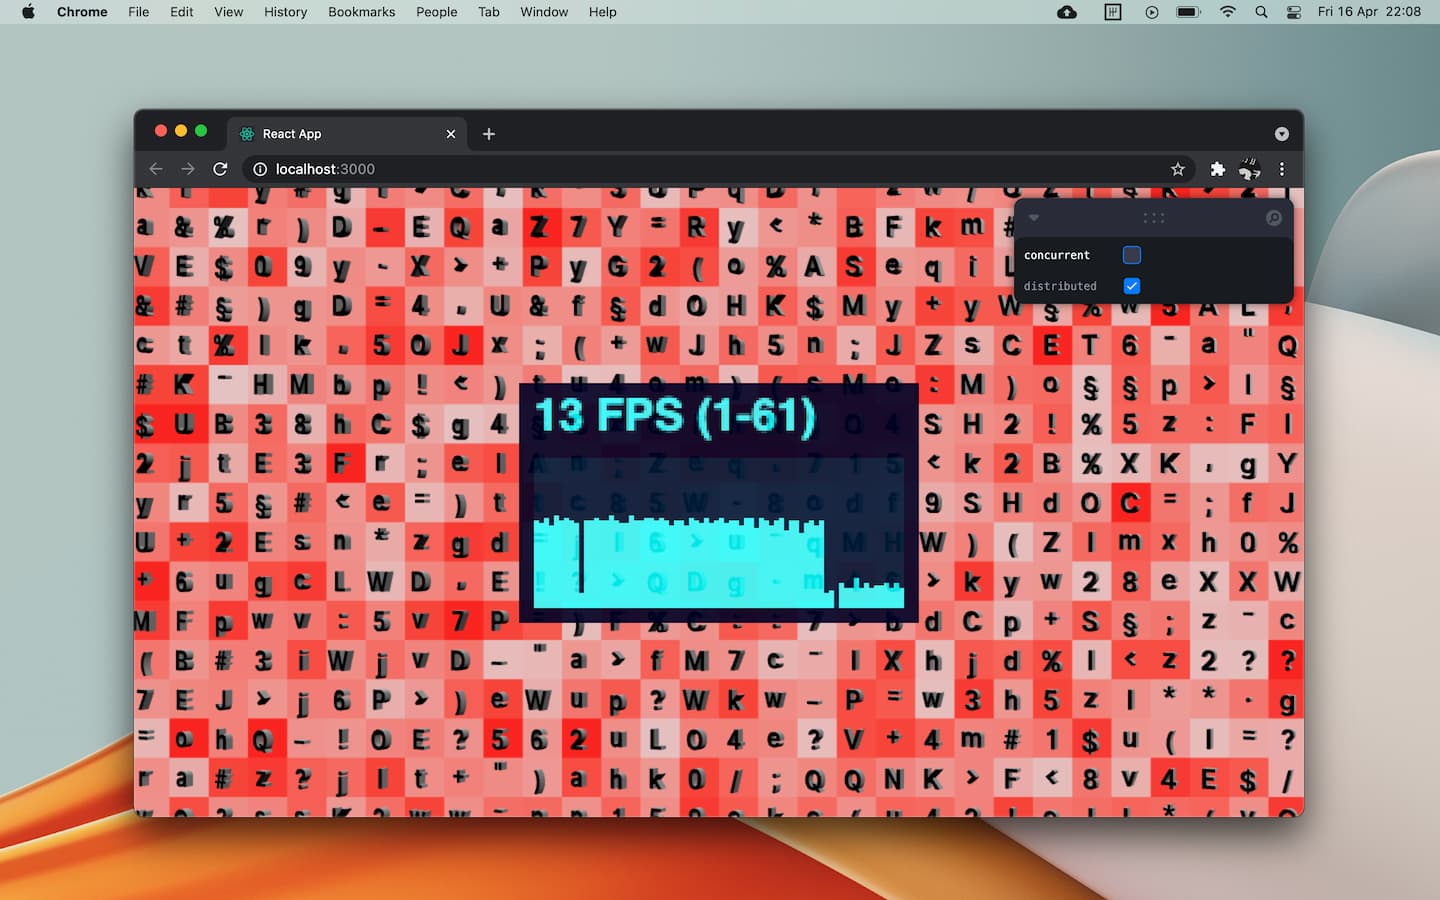 Chrome File Edit View History Bookmarks People Tab Window Help Fri 16 Apr 22:08
React App
localhost:3000
concurrent
distributed
13 FPS (1-61)
a & % r ) D - E Q a Z 7 Y = R y < * B F k m #
V E $ 0 9 y - X > + P y G 2 ( o % A S e q i L
& # § ) g D = 4 . U & f § d O H K $ M y + y W § % w 5 A L
c t % I k . 5 O J x ; ( + w J h 5 n ; J Z s C E T 6 - a " Q
# K - H M b p ! < ) : M ) o § § p > I §
$ U B 3 8 h C $ g 4 S H 2 ! % 5 z : F I
2 j t E 3 F r ; e I < k 2 B % X K , g Y
y r 5 § # < e = ) t 9 S H d O C = ; f J
U + 2 E s n * z g d W ) ( Z I m x h 0 %
+ 6 u g c L W D . E > k y w 2 8 e X X W
M F p w v : 5 v 7 P d C p + S § ; z - c
( B # 3 i W j v D - " a > f M 7 c - I X h j d % I < z 2 ? ?
7 E J > j 6 P > ) e W u p ? W k w - P = w 3 h 5 z I * * · g
= o h Q - ! O E ? 5 6 2 u L O 4 e ? V + 4 m # 1 $ u ( I = ?
r a # z ? j I t + " ) a h k 0 / ; Q Q N K > F < 8 v 4 E $ /